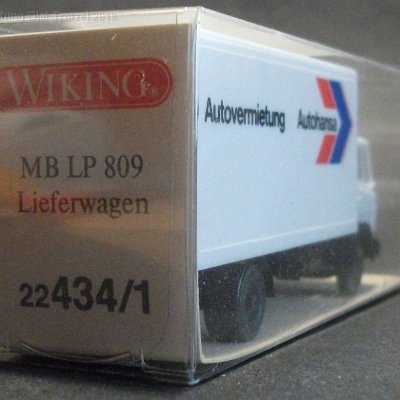 WIKING®
MB LP 809
Lieferwagen
22434/1
Autovermietung Autohansa